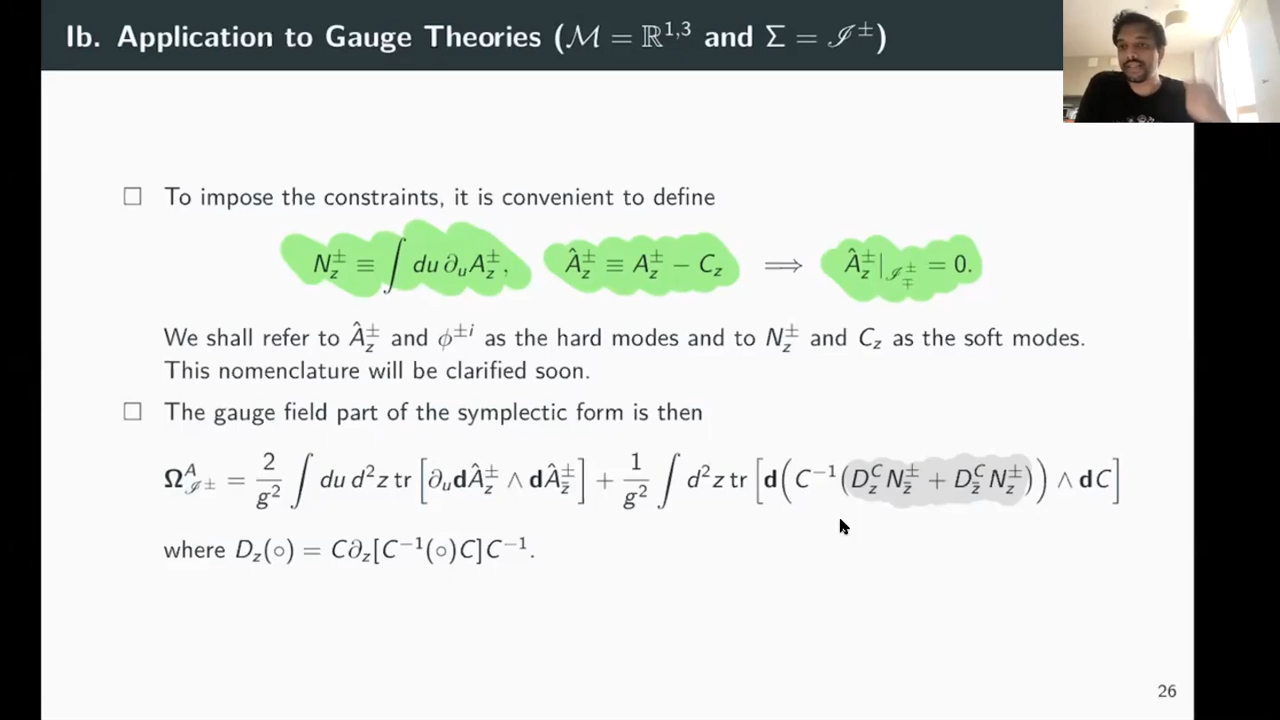 Ib. Application to Gauge Theories (ℳ = ℝ^{1,3} and Σ = ℐ^±)
□ To impose the constraints, it is convenient to define
N_z^± ≡ ∫ du ∂_u A_z^±, Â_z^± ≡ A_z^± − C_z ⟹ Â_z^±|_{ℐ_∓^±} = 0.
We shall refer to Â_z^± and ϕ^{±i} as the hard modes and to N_z^± and C_z as the soft modes.
This nomenclature will be clarified soon.
□ The gauge field part of the symplectic form is then
Ω^A_{ℐ^±} = 2/g² ∫ du d²z tr [∂_u dÂ_z^± ∧ dÂ_z̄^±] + 1/g² ∫ d²z tr [d(C^{−1}(D_z^C N_z̄^± + D_z̄^C N_z^±)) ∧ dC]
where D_z(∘) = C∂_z[C^{−1}(∘)C]C^{−1}.
26